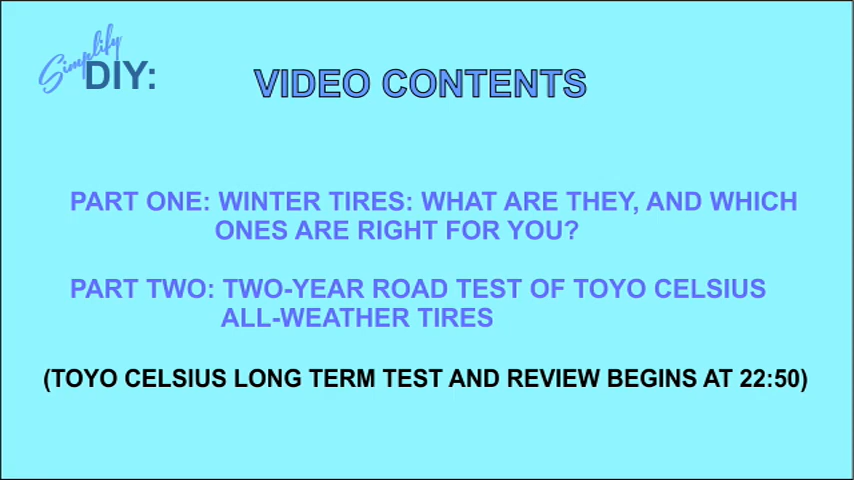 Simplify
DIY:
VIDEO CONTENTS
PART ONE: WINTER TIRES: WHAT ARE THEY, AND WHICH
ONES ARE RIGHT FOR YOU?
PART TWO: TWO-YEAR ROAD TEST OF TOYO CELSIUS
ALL-WEATHER TIRES
(TOYO CELSIUS LONG TERM TEST AND REVIEW BEGINS AT 22:50)